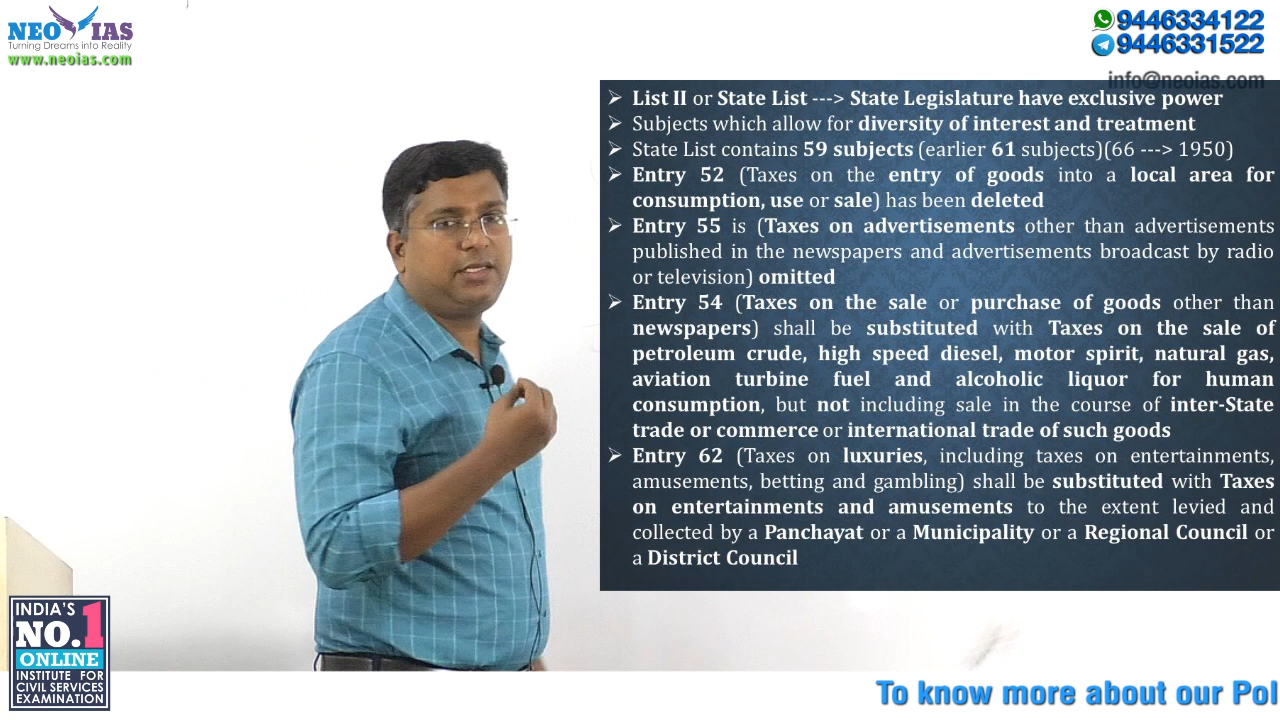 NEO IAS
Turning Dreams into Reality
www.neoias.com
9446334122
9446331522
info@neoias.com
➢ List II or State List ---> State Legislature have exclusive power
➢ Subjects which allow for diversity of interest and treatment
➢ State List contains 59 subjects (earlier 61 subjects)(66 ---> 1950)
➢ Entry 52 (Taxes on the entry of goods into a local area for
consumption, use or sale) has been deleted
➢ Entry 55 is (Taxes on advertisements other than advertisements
published in the newspapers and advertisements broadcast by radio
or television) omitted
➢ Entry 54 (Taxes on the sale or purchase of goods other than
newspapers) shall be substituted with Taxes on the sale of
petroleum crude, high speed diesel, motor spirit, natural gas,
aviation turbine fuel and alcoholic liquor for human
consumption, but not including sale in the course of inter-State
trade or commerce or international trade of such goods
➢ Entry 62 (Taxes on luxuries, including taxes on entertainments,
amusements, betting and gambling) shall be substituted with Taxes
on entertainments and amusements to the extent levied and
collected by a Panchayat or a Municipality or a Regional Council or
a District Council
INDIA'S
NO.1
ONLINE
INSTITUTE FOR
CIVIL SERVICES
EXAMINATION
To know more about our Pol